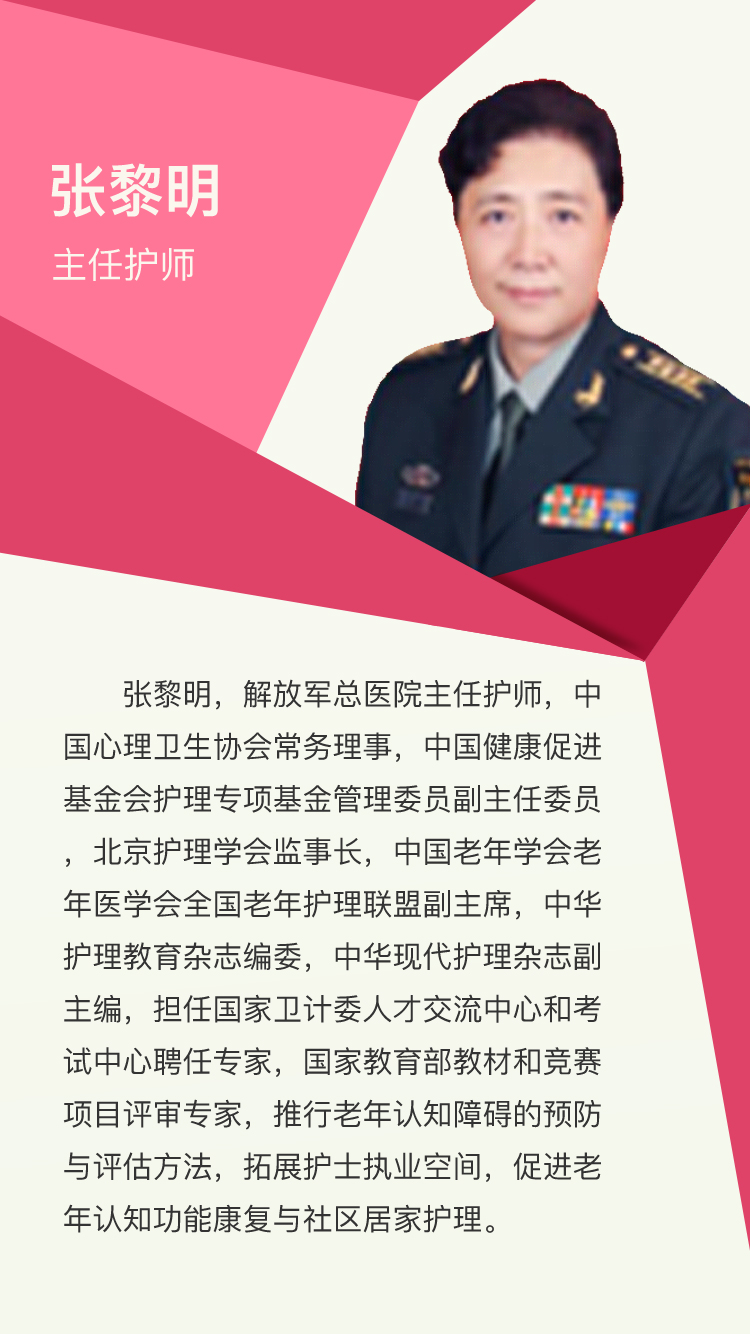 张黎明
主任护师
张黎明，解放军总医院主任护师，中
国心理卫生协会常务理事，中国健康促进
基金会护理专项基金管理委员副主任委员
，北京护理学会监事长，中国老年学会老
年医学会全国老年护理联盟副主席，中华
护理教育杂志编委，中华现代护理杂志副
主编，担任国家卫计委人才交流中心和考
试中心聘任专家，国家教育部教材和竞赛
项目评审专家，推行老年认知障碍的预防
与评估方法，拓展护士执业空间，促进老
年认知功能康复与社区居家护理。